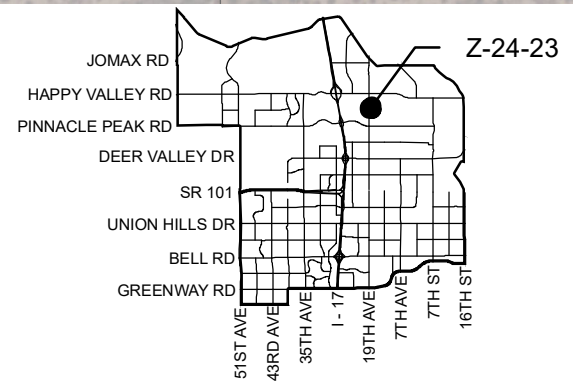 Z-24-23
JOMAX RD
HAPPY VALLEY RD
PINNACLE PEAK RD
DEER VALLEY DR
SR 101
UNION HILLS DR
BELL RD
GREENWAY RD
51ST AVE
43RD AVE
35TH AVE
I - 17
19TH AVE
7TH AVE
7TH ST
16TH ST